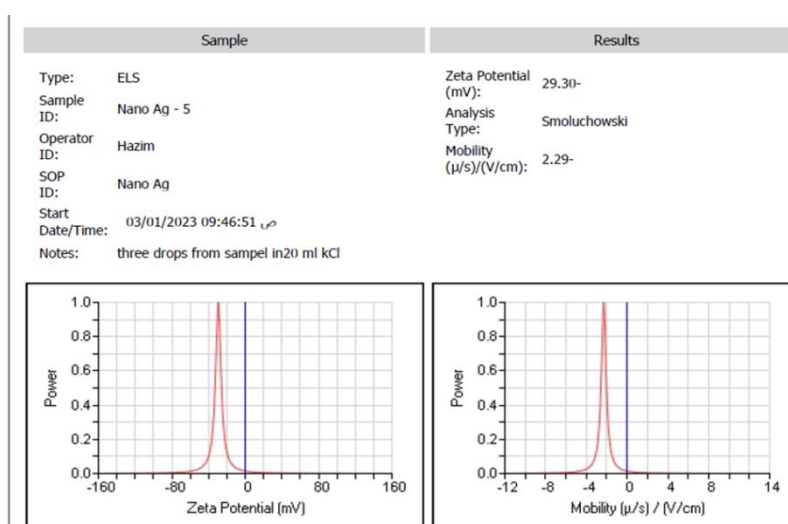 Sample
Results
Type: ELS
Sample ID: Nano Ag - 5
Operator ID: Hazim
SOP ID: Nano Ag
Start Date/Time: 03/01/2023 09:46:51 ص
Notes: three drops from sampel in20 ml kCl
Zeta Potential (mV): 29.30-
Analysis Type: Smoluchowski
Mobility (µ/s)/(V/cm): 2.29-
1.0
0.8
0.6
0.4
0.2
0.0
Power
-160 -80 0 80 160
Zeta Potential (mV)
1.0
0.8
0.6
0.4
0.2
0.0
Power
-12 -8 -4 0 4 8 14
Mobility (µ/s) / (V/cm)